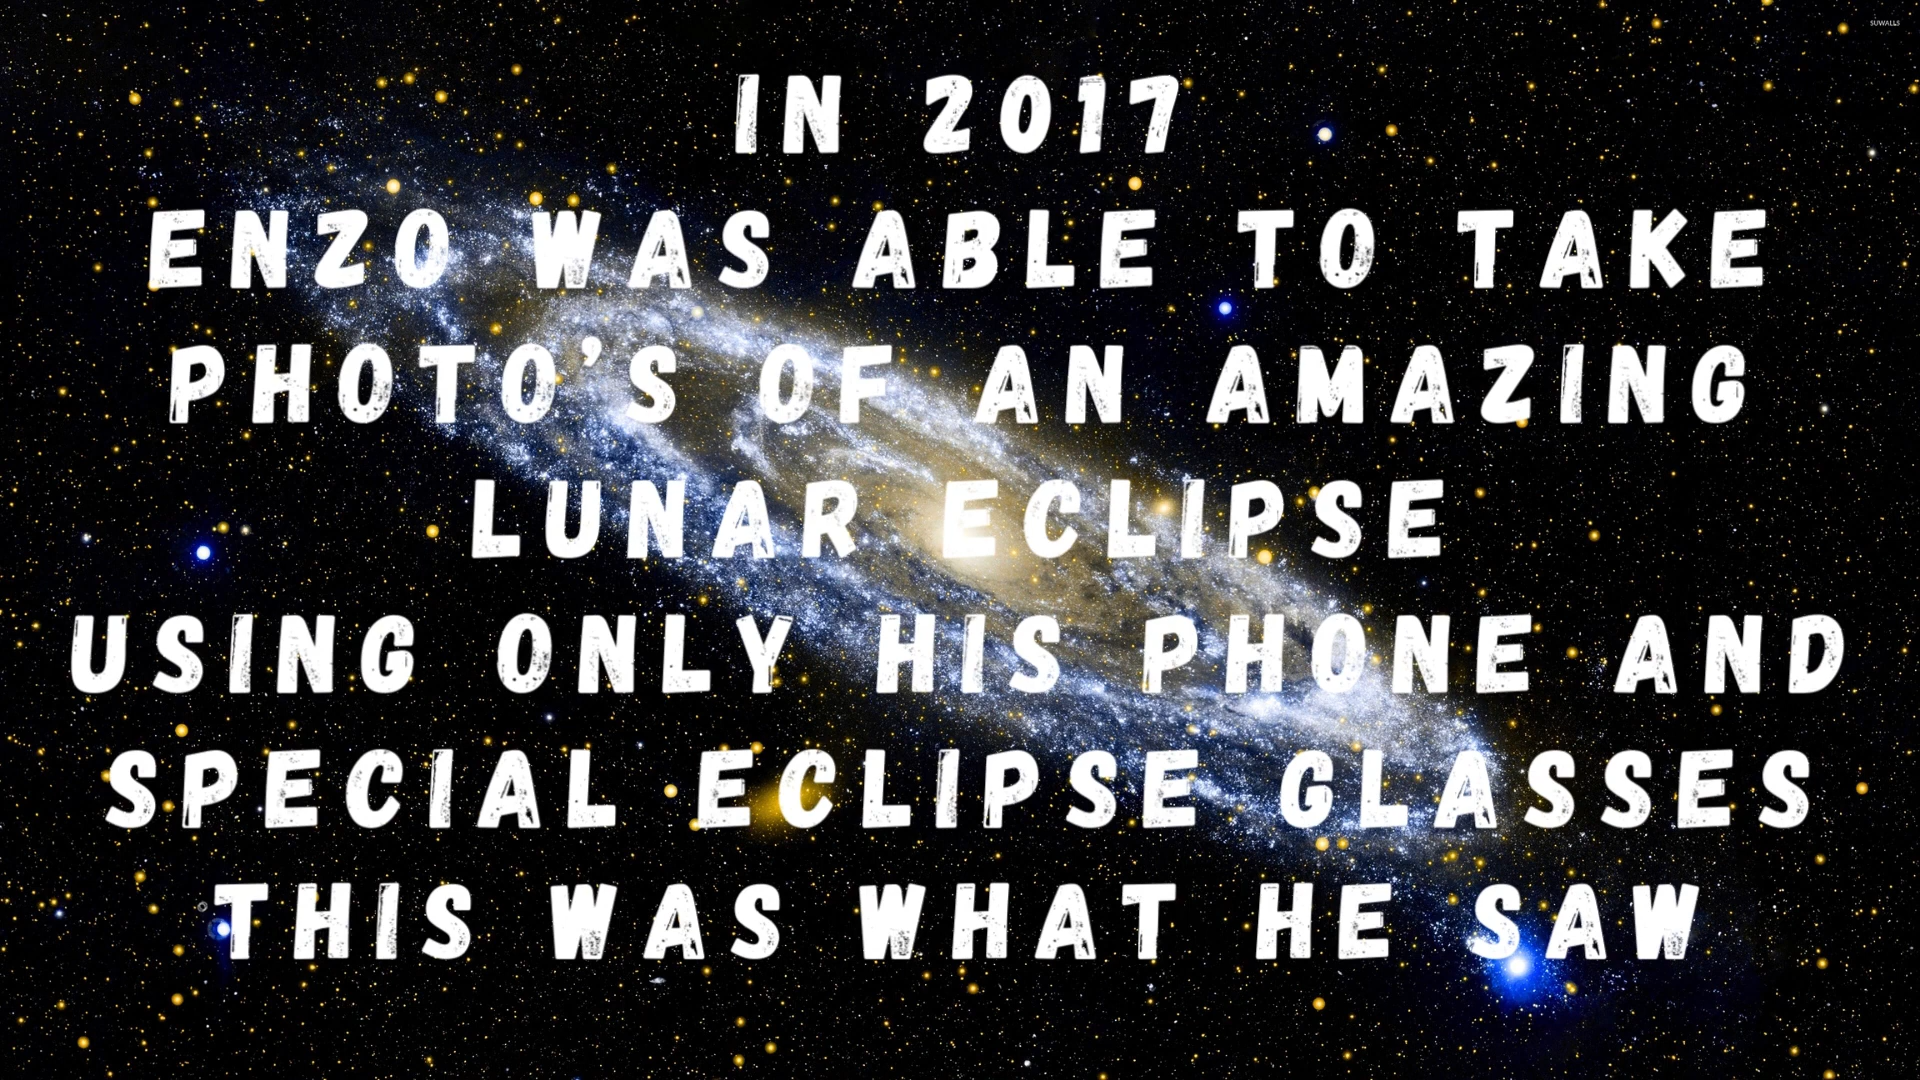 SUWALLS
IN 2017
ENZO WAS ABLE TO TAKE
PHOTO'S OF AN AMAZING
LUNAR ECLIPSE
USING ONLY HIS PHONE AND
SPECIAL ECLIPSE GLASSES
THIS WAS WHAT HE SAW